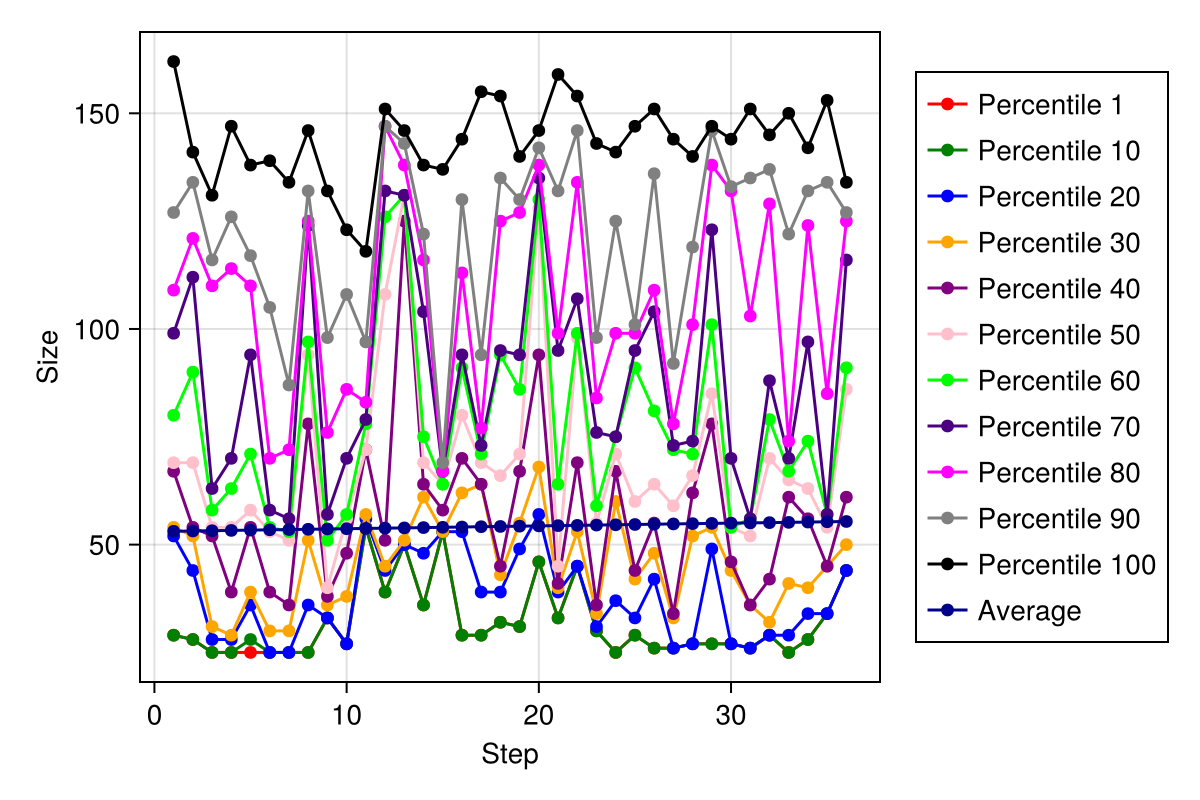 150
100
50
Size
0
10
20
30
Step
Percentile 1
Percentile 10
Percentile 20
Percentile 30
Percentile 40
Percentile 50
Percentile 60
Percentile 70
Percentile 80
Percentile 90
Percentile 100
Average